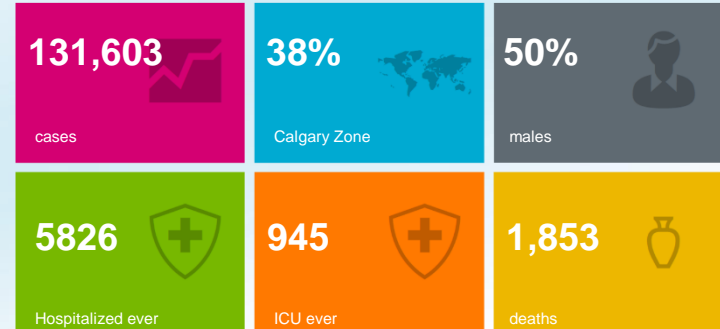 131,603
38%
50%
cases
Calgary Zone
males
5826
945
1,853
Hospitalized ever
ICU ever
deaths